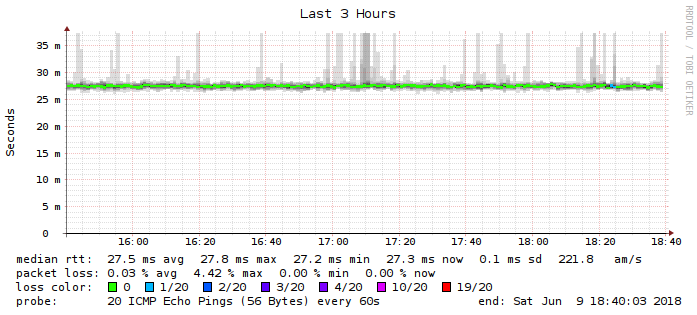 Last 3 Hours
RRDTOOL / TOBI OETIKER
Seconds
35 m
30 m
25 m
20 m
15 m
10 m
5 m
0
16:00 16:20 16:40 17:00 17:20 17:40 18:00 18:20 18:40
median rtt: 27.5 ms avg 27.8 ms max 27.2 ms min 27.3 ms now 0.1 ms sd 221.8 am/s
packet loss: 0.03 % avg 4.42 % max 0.00 % min 0.00 % now
loss color: 0 1/20 2/20 3/20 4/20 10/20 19/20
probe: 20 ICMP Echo Pings (56 Bytes) every 60s end: Sat Jun 9 18:40:03 2018